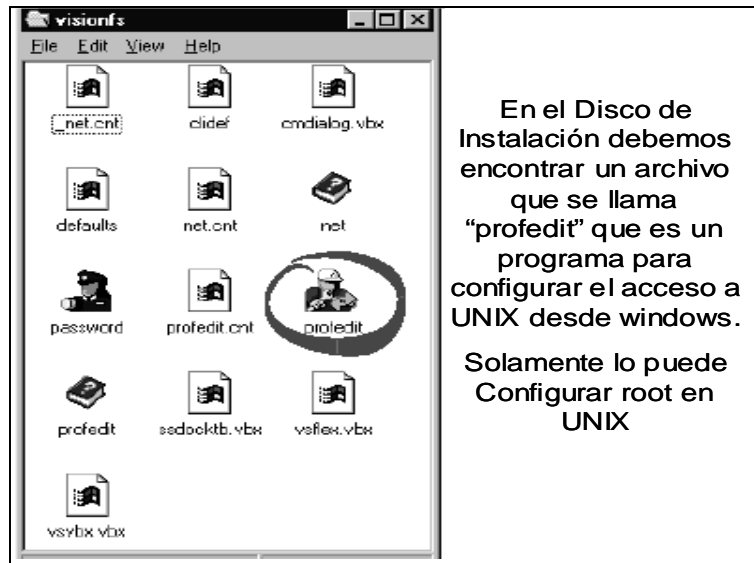 visionfs
File Edit View Help
_net.cnt clidef cmdialog.vbx
defaults net.cnt net
password profedit.cnt profedit
profedit ssdocktb.vbx vsflex.vbx
vsvbx.vbx
En el Disco de
Instalación debemos
encontrar un archivo
que se llama
“profedit” que es un
programa para
configurar el acceso a
UNIX desde windows.
Solamente lo puede
Configurar root en
UNIX